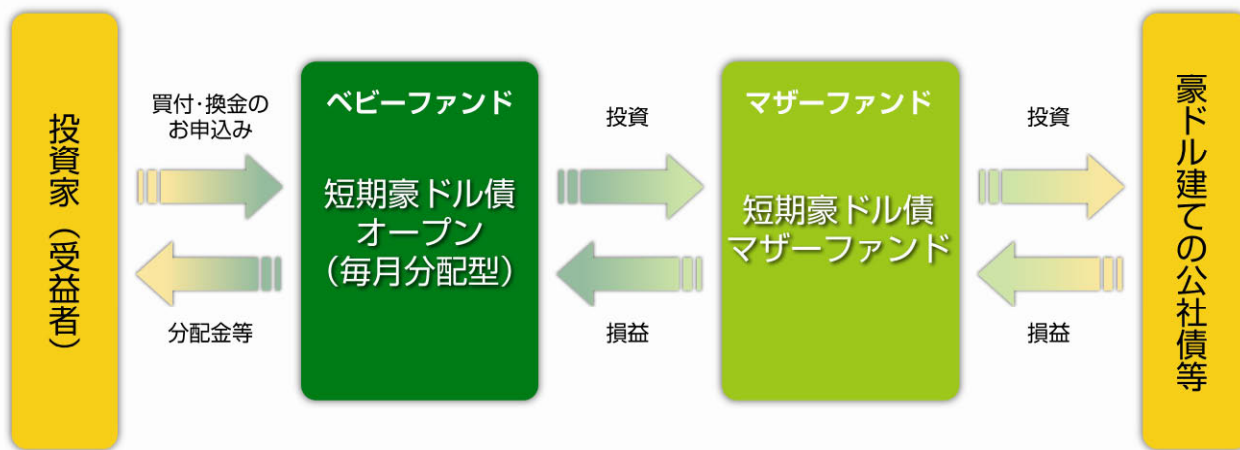 投資家（受益者）
買付・換金の
お申込み
分配金等
ベビーファンド
短期豪ドル債
オープン
（毎月分配型）
投資
損益
マザーファンド
短期豪ドル債
マザーファンド
投資
損益
豪ドル建ての公社債等